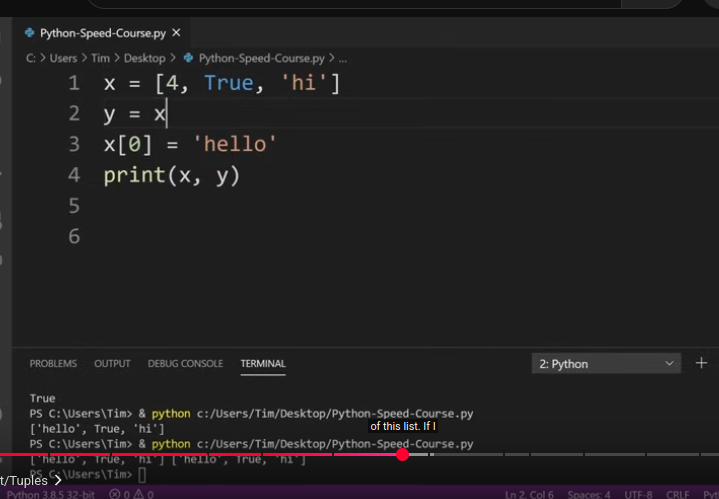 Python-Speed-Course.py ×
C: > Users > Tim > Desktop > Python-Speed-Course.py > ...
1 x = [4, True, 'hi']
2 y = x
3 x[0] = 'hello'
4 print(x, y)
5
6
PROBLEMS OUTPUT DEBUG CONSOLE TERMINAL 2: Python +
True
PS C:\Users\Tim> & python c:/Users/Tim/Desktop/Python-Speed-Course.py
['hello', True, 'hi']
of this list. If I
PS C:\Users\Tim> & python c:/Users/Tim/Desktop/Python-Speed-Course.py
['hello', True, 'hi'] ['hello', True, 'hi']
PS C:\Users\Tim>
t/Tuples >
Python 3.8.5 32-bit 0 0 Ln 2, Col 6 Spaces: 4 UTF-8 CRLF Pyt